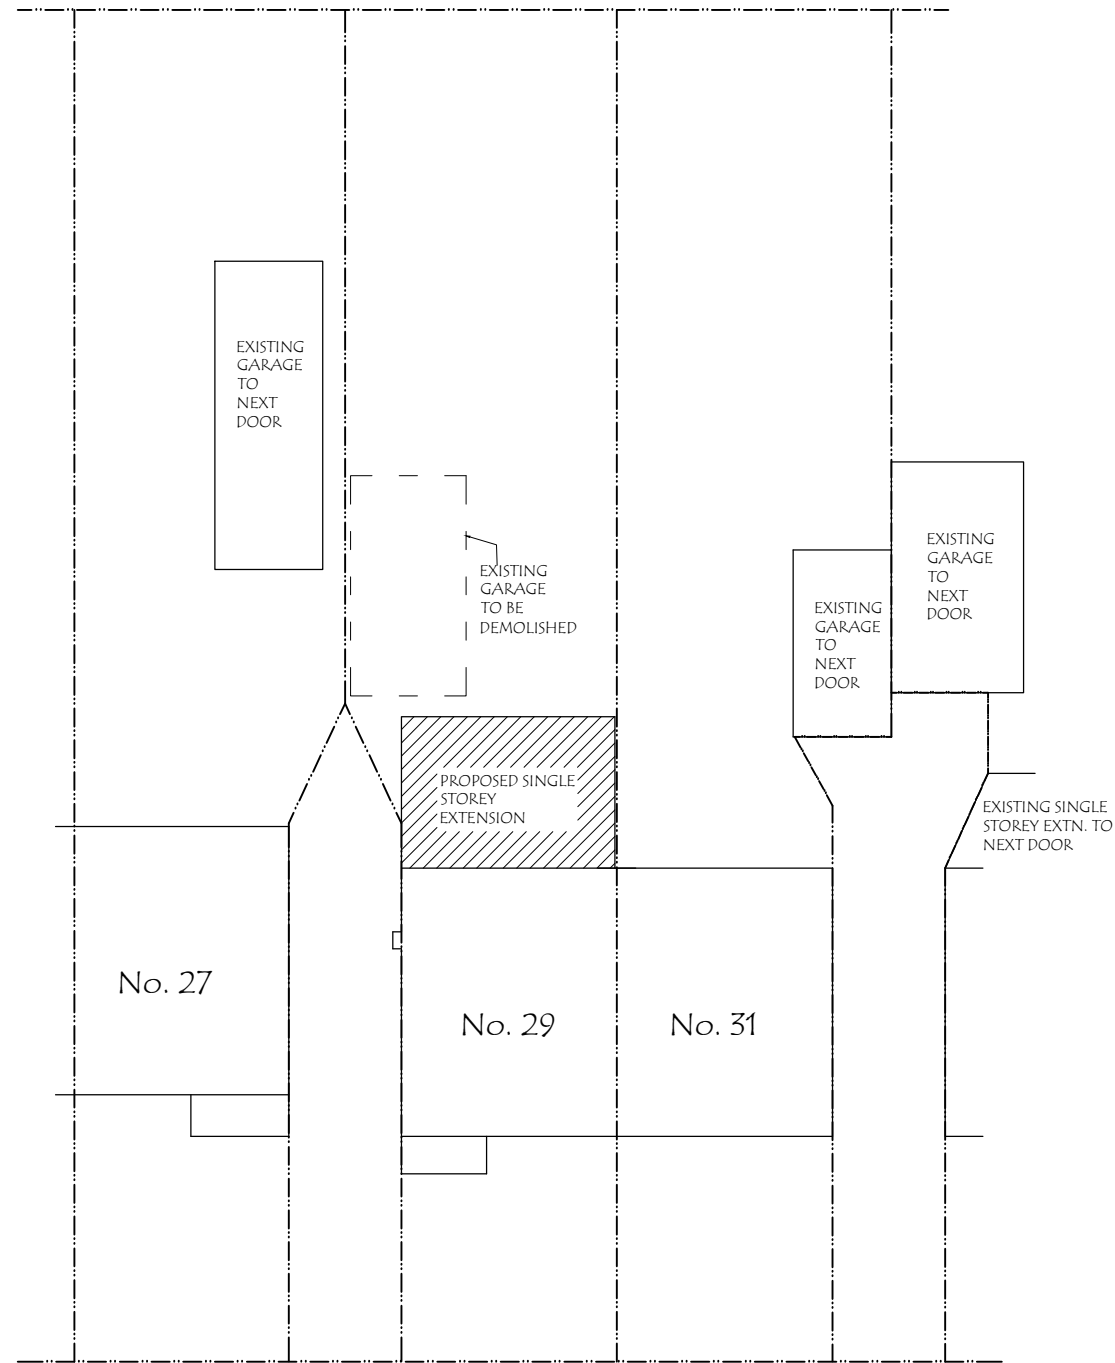 EXISTING
GARAGE
TO
NEXT
DOOR
EXISTING
GARAGE
TO BE
DEMOLISHED
EXISTING
GARAGE
TO
NEXT
DOOR
EXISTING
GARAGE
TO
NEXT
DOOR
PROPOSED SINGLE
STOREY
EXTENSION
EXISTING SINGLE
STOREY EXTN. TO
NEXT DOOR
No. 27
No. 29
No. 31